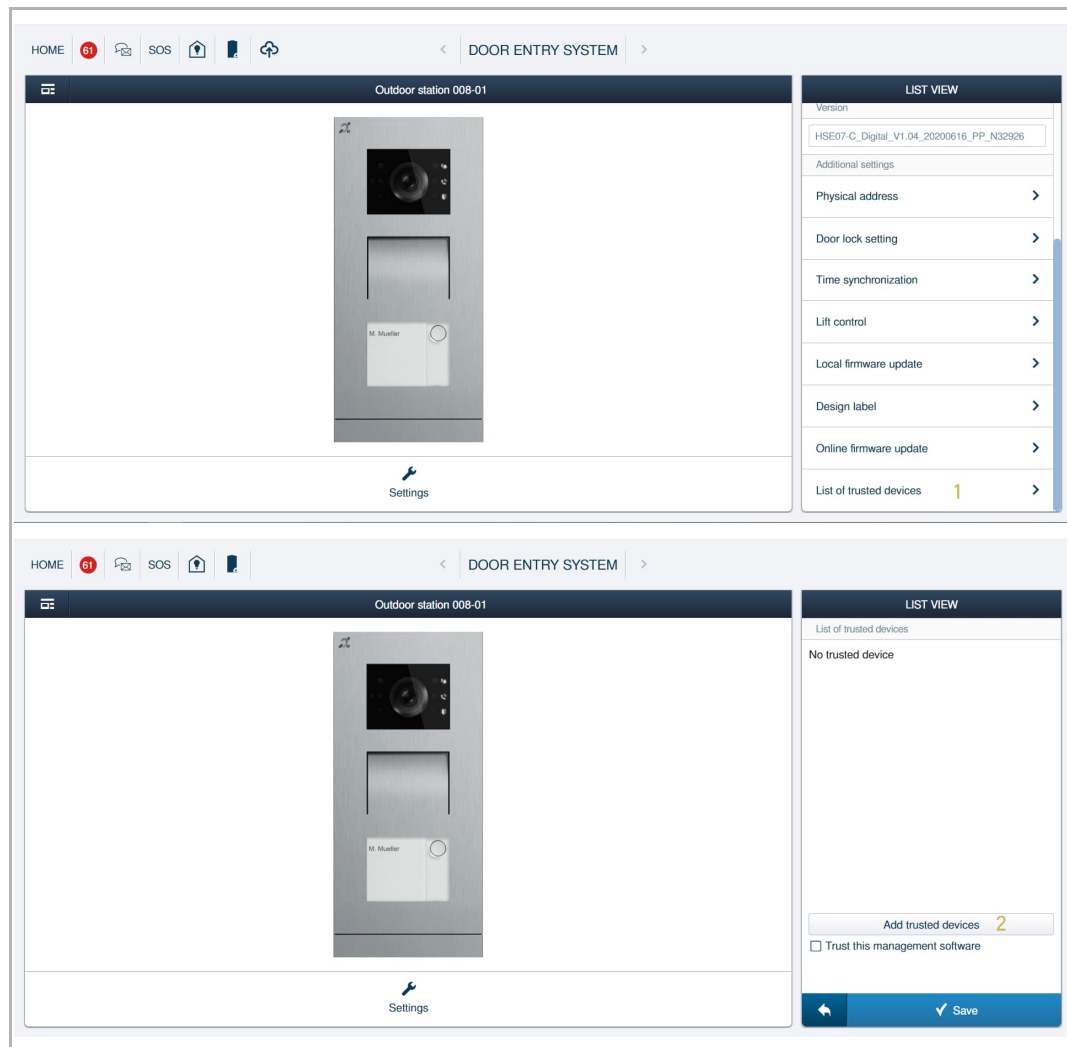 HOME 61 SOS < DOOR ENTRY SYSTEM >
Outdoor station 008-01
LIST VIEW
Version
HSE07-C_Digital_V1.04_20200616_PP_N32926
Additional settings
Physical address
Door lock setting
Time synchronization
Lift control
Local firmware update
Design label
Online firmware update
List of trusted devices 1
M. Mueller
Settings
HOME 61 SOS < DOOR ENTRY SYSTEM >
Outdoor station 008-01
LIST VIEW
List of trusted devices
No trusted device
M. Mueller
Add trusted devices 2
Trust this management software
Settings
Save